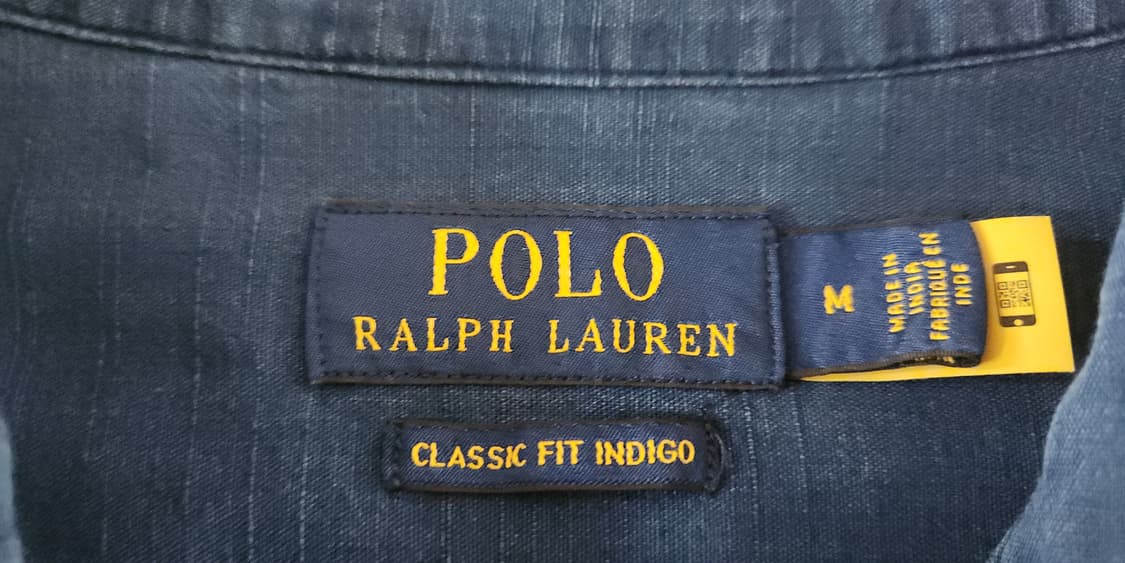 POLO
RALPH LAUREN
M
MADE IN
INDIA
FABRIQUÉ EN
INDE
CLASSIC FIT INDIGO